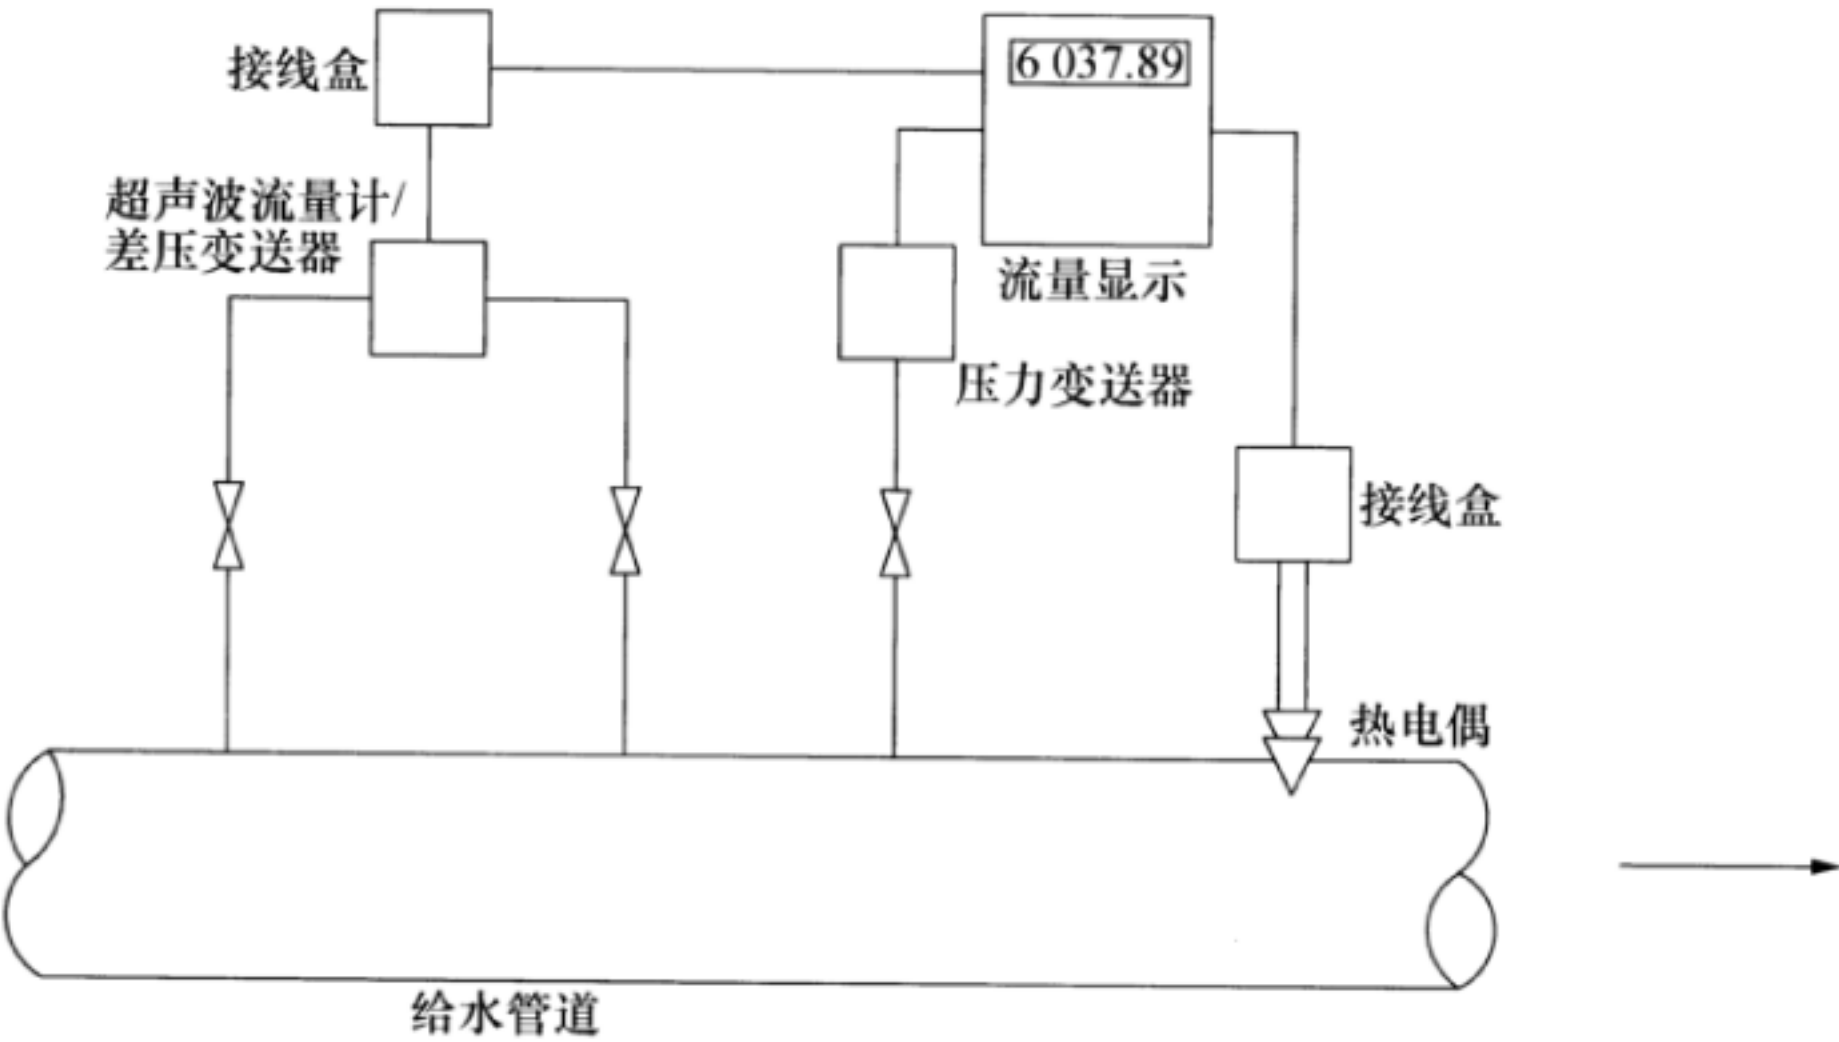 接线盒
6 037.89
超声波流量计/
差压变送器
流量显示
压力变送器
接线盒
热电偶
给水管道